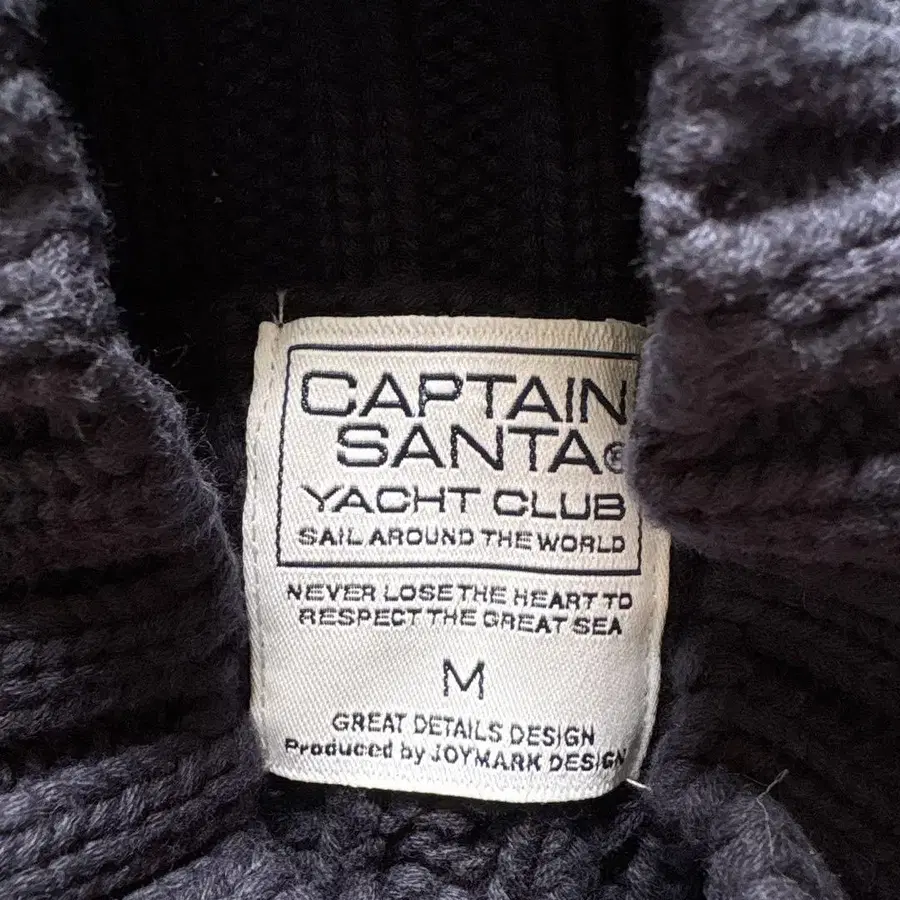 CAPTAIN
SANTA®
YACHT CLUB
SAIL AROUND THE WORLD
NEVER LOSE THE HEART TO
RESPECT THE GREAT SEA
M
GREAT DETAILS DESIGN
Produced by JOYMARK DESIGN